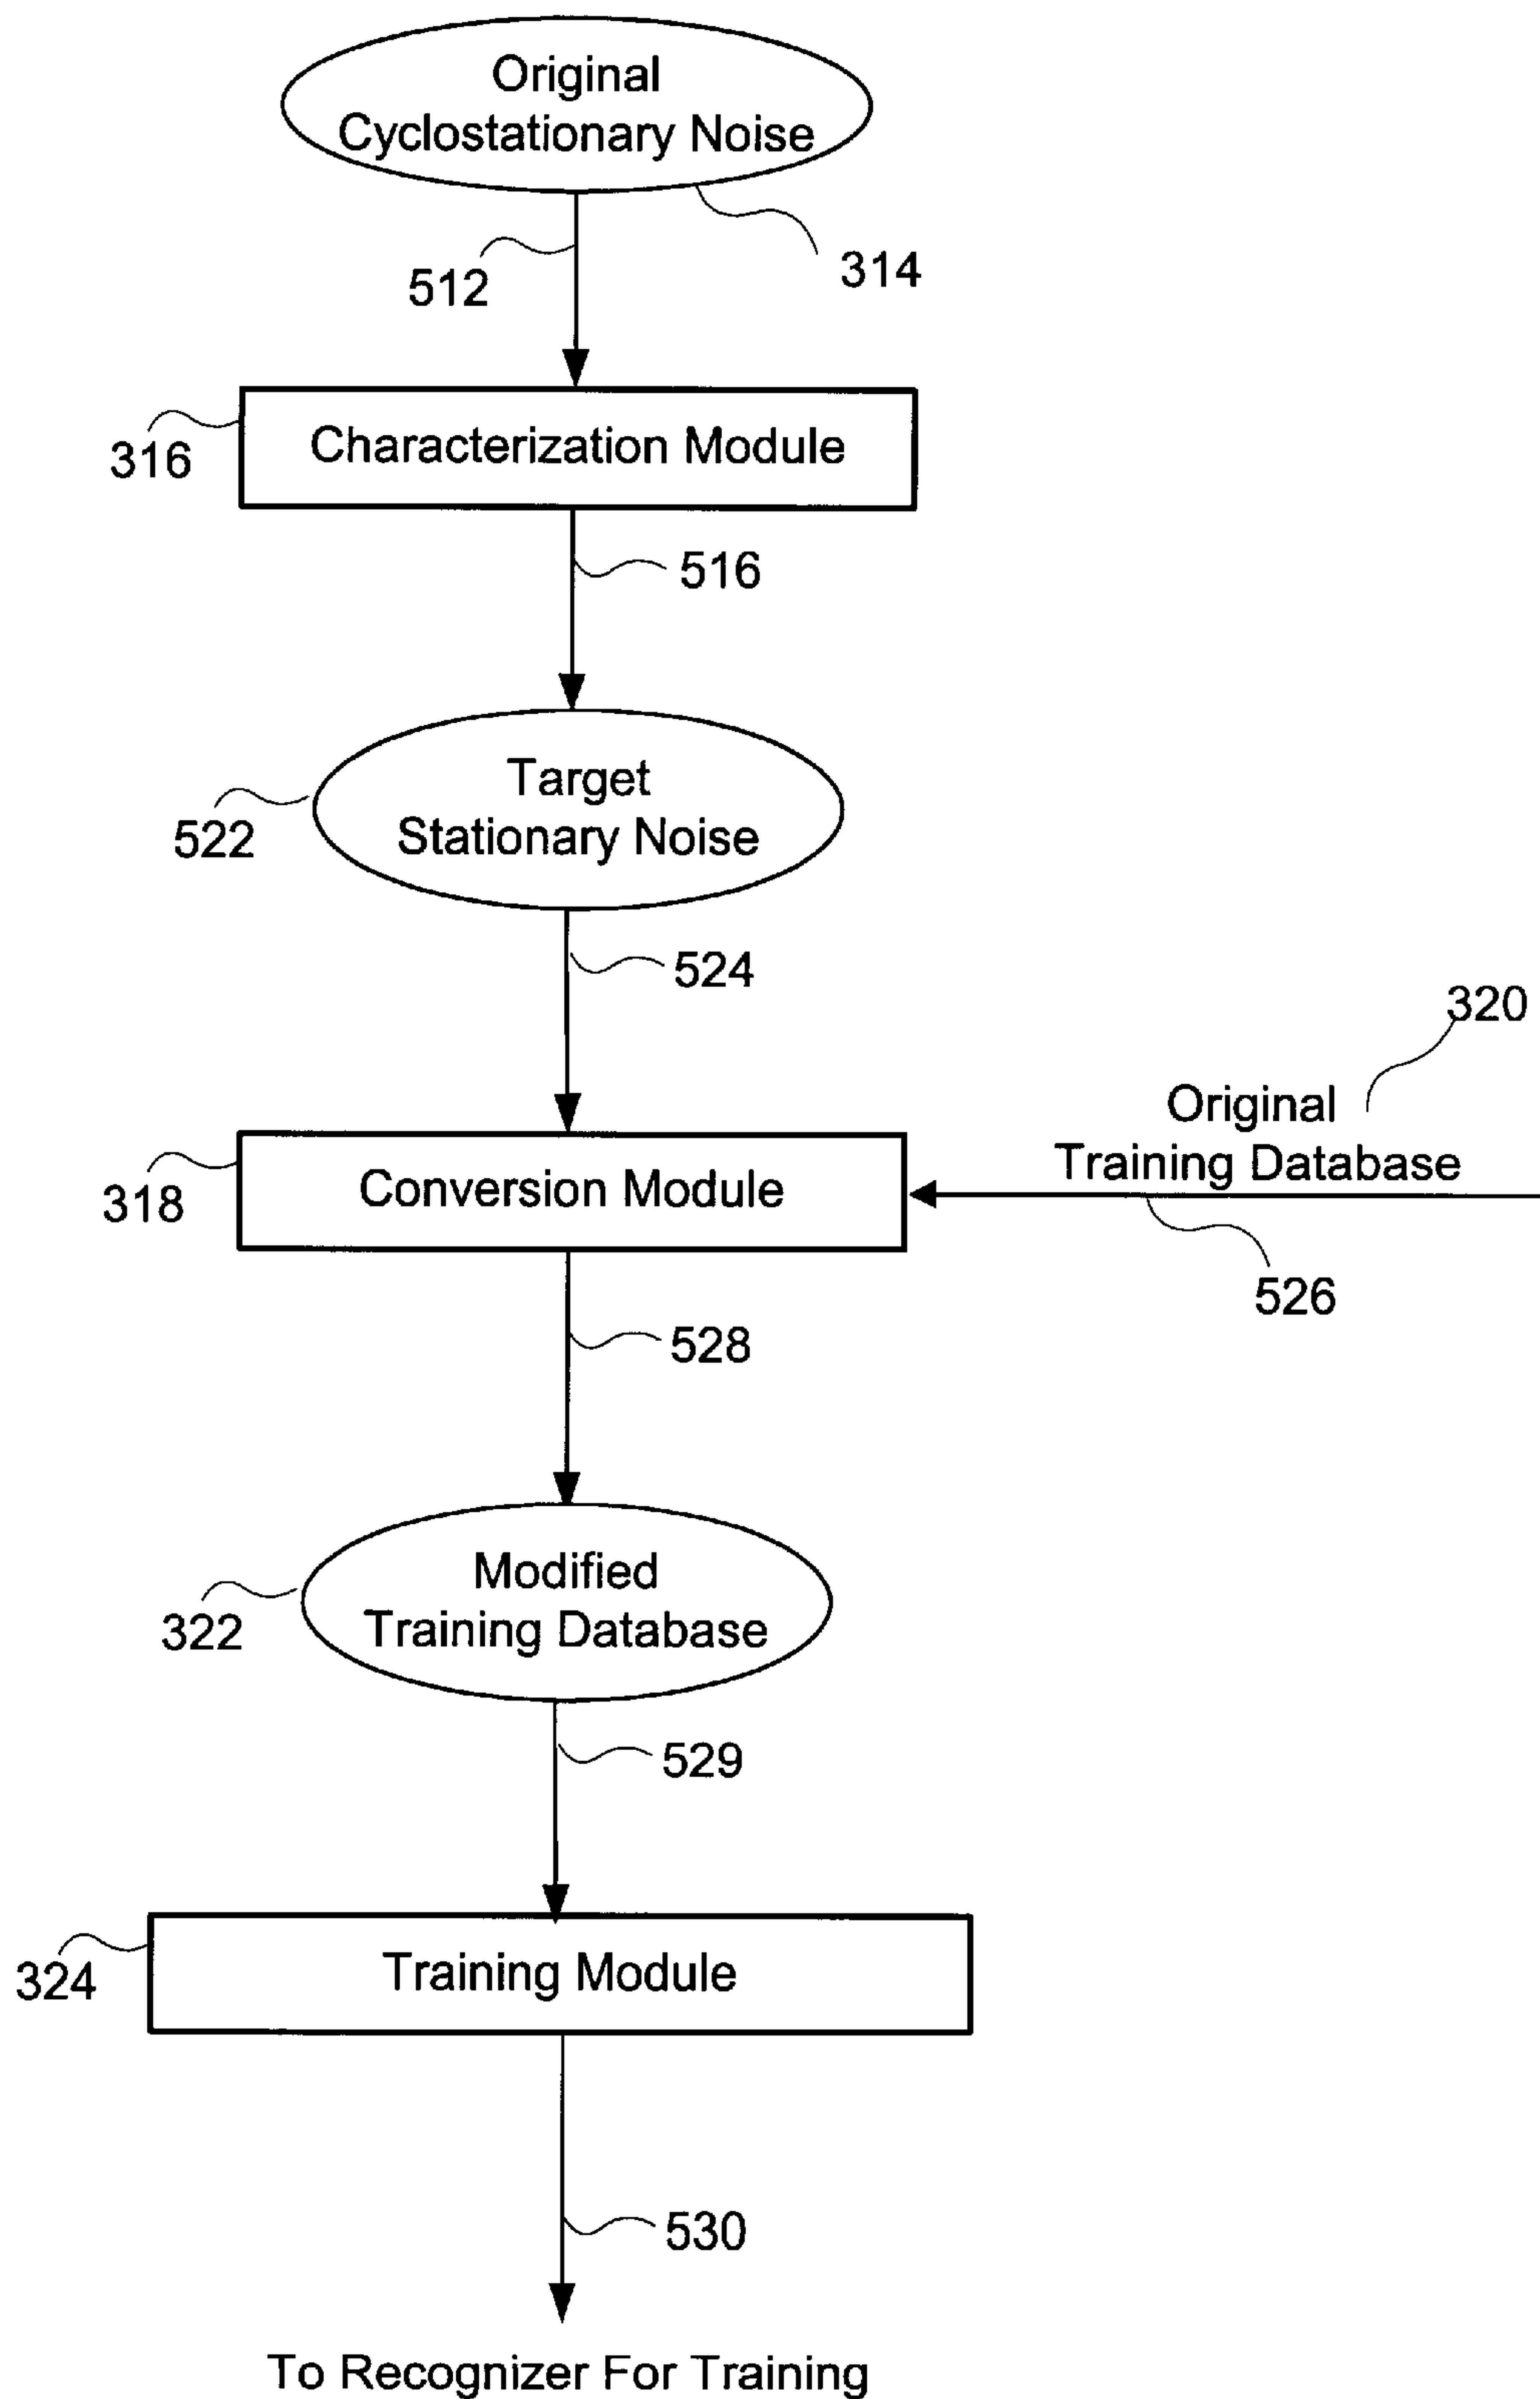 Original
Cyclostationary Noise
314
512
Characterization Module
316
516
Target
Stationary Noise
522
524
320
Original
Training Database
Conversion Module
318
526
528
Modified
Training Database
322
529
Training Module
324
530
To Recognizer For Training